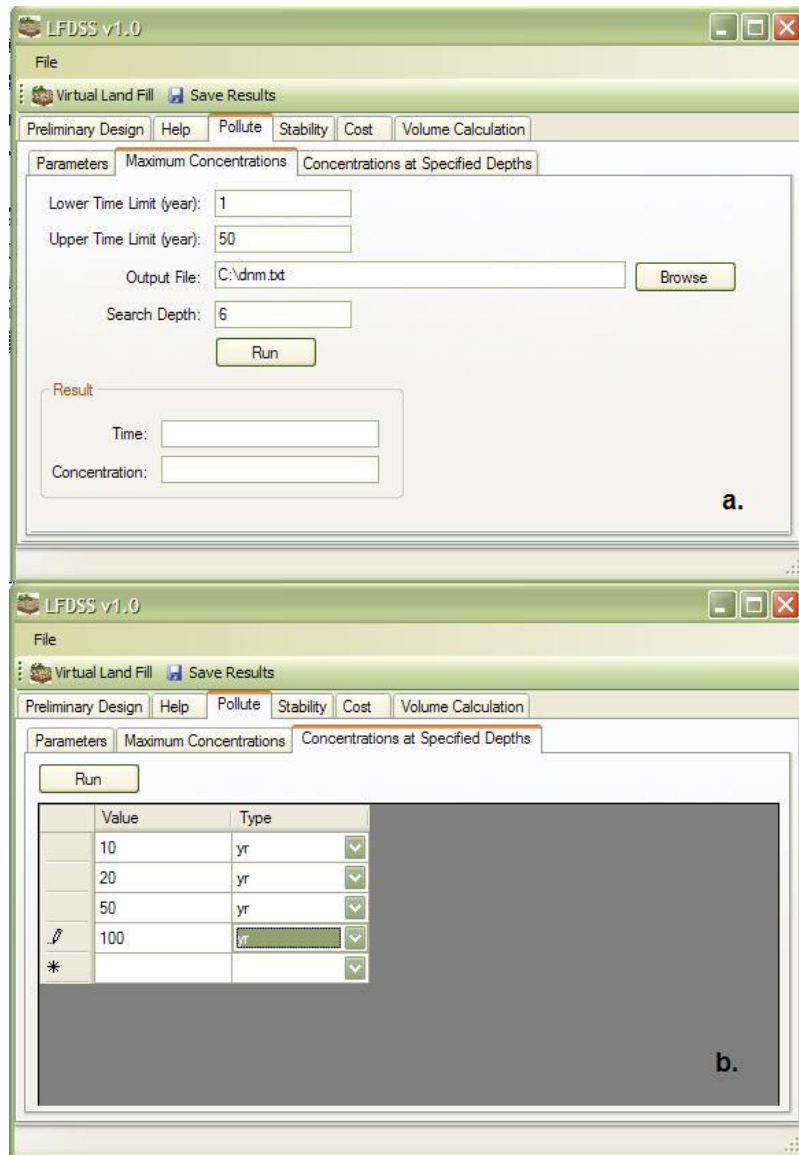 LFDSS v1.0
File
Virtual Land Fill Save Results
Preliminary Design Help Pollute Stability Cost Volume Calculation
Parameters Maximum Concentrations Concentrations at Specified Depths
Lower Time Limit (year): 1
Upper Time Limit (year): 50
Output File: C:\dnm.txt Browse
Search Depth: 6
Run
Result
Time:
Concentration:
a.
LFDSS v1.0
File
Virtual Land Fill Save Results
Preliminary Design Help Pollute Stability Cost Volume Calculation
Parameters Maximum Concentrations Concentrations at Specified Depths
Run
Value Type
10 yr
20 yr
50 yr
100 yr
b.